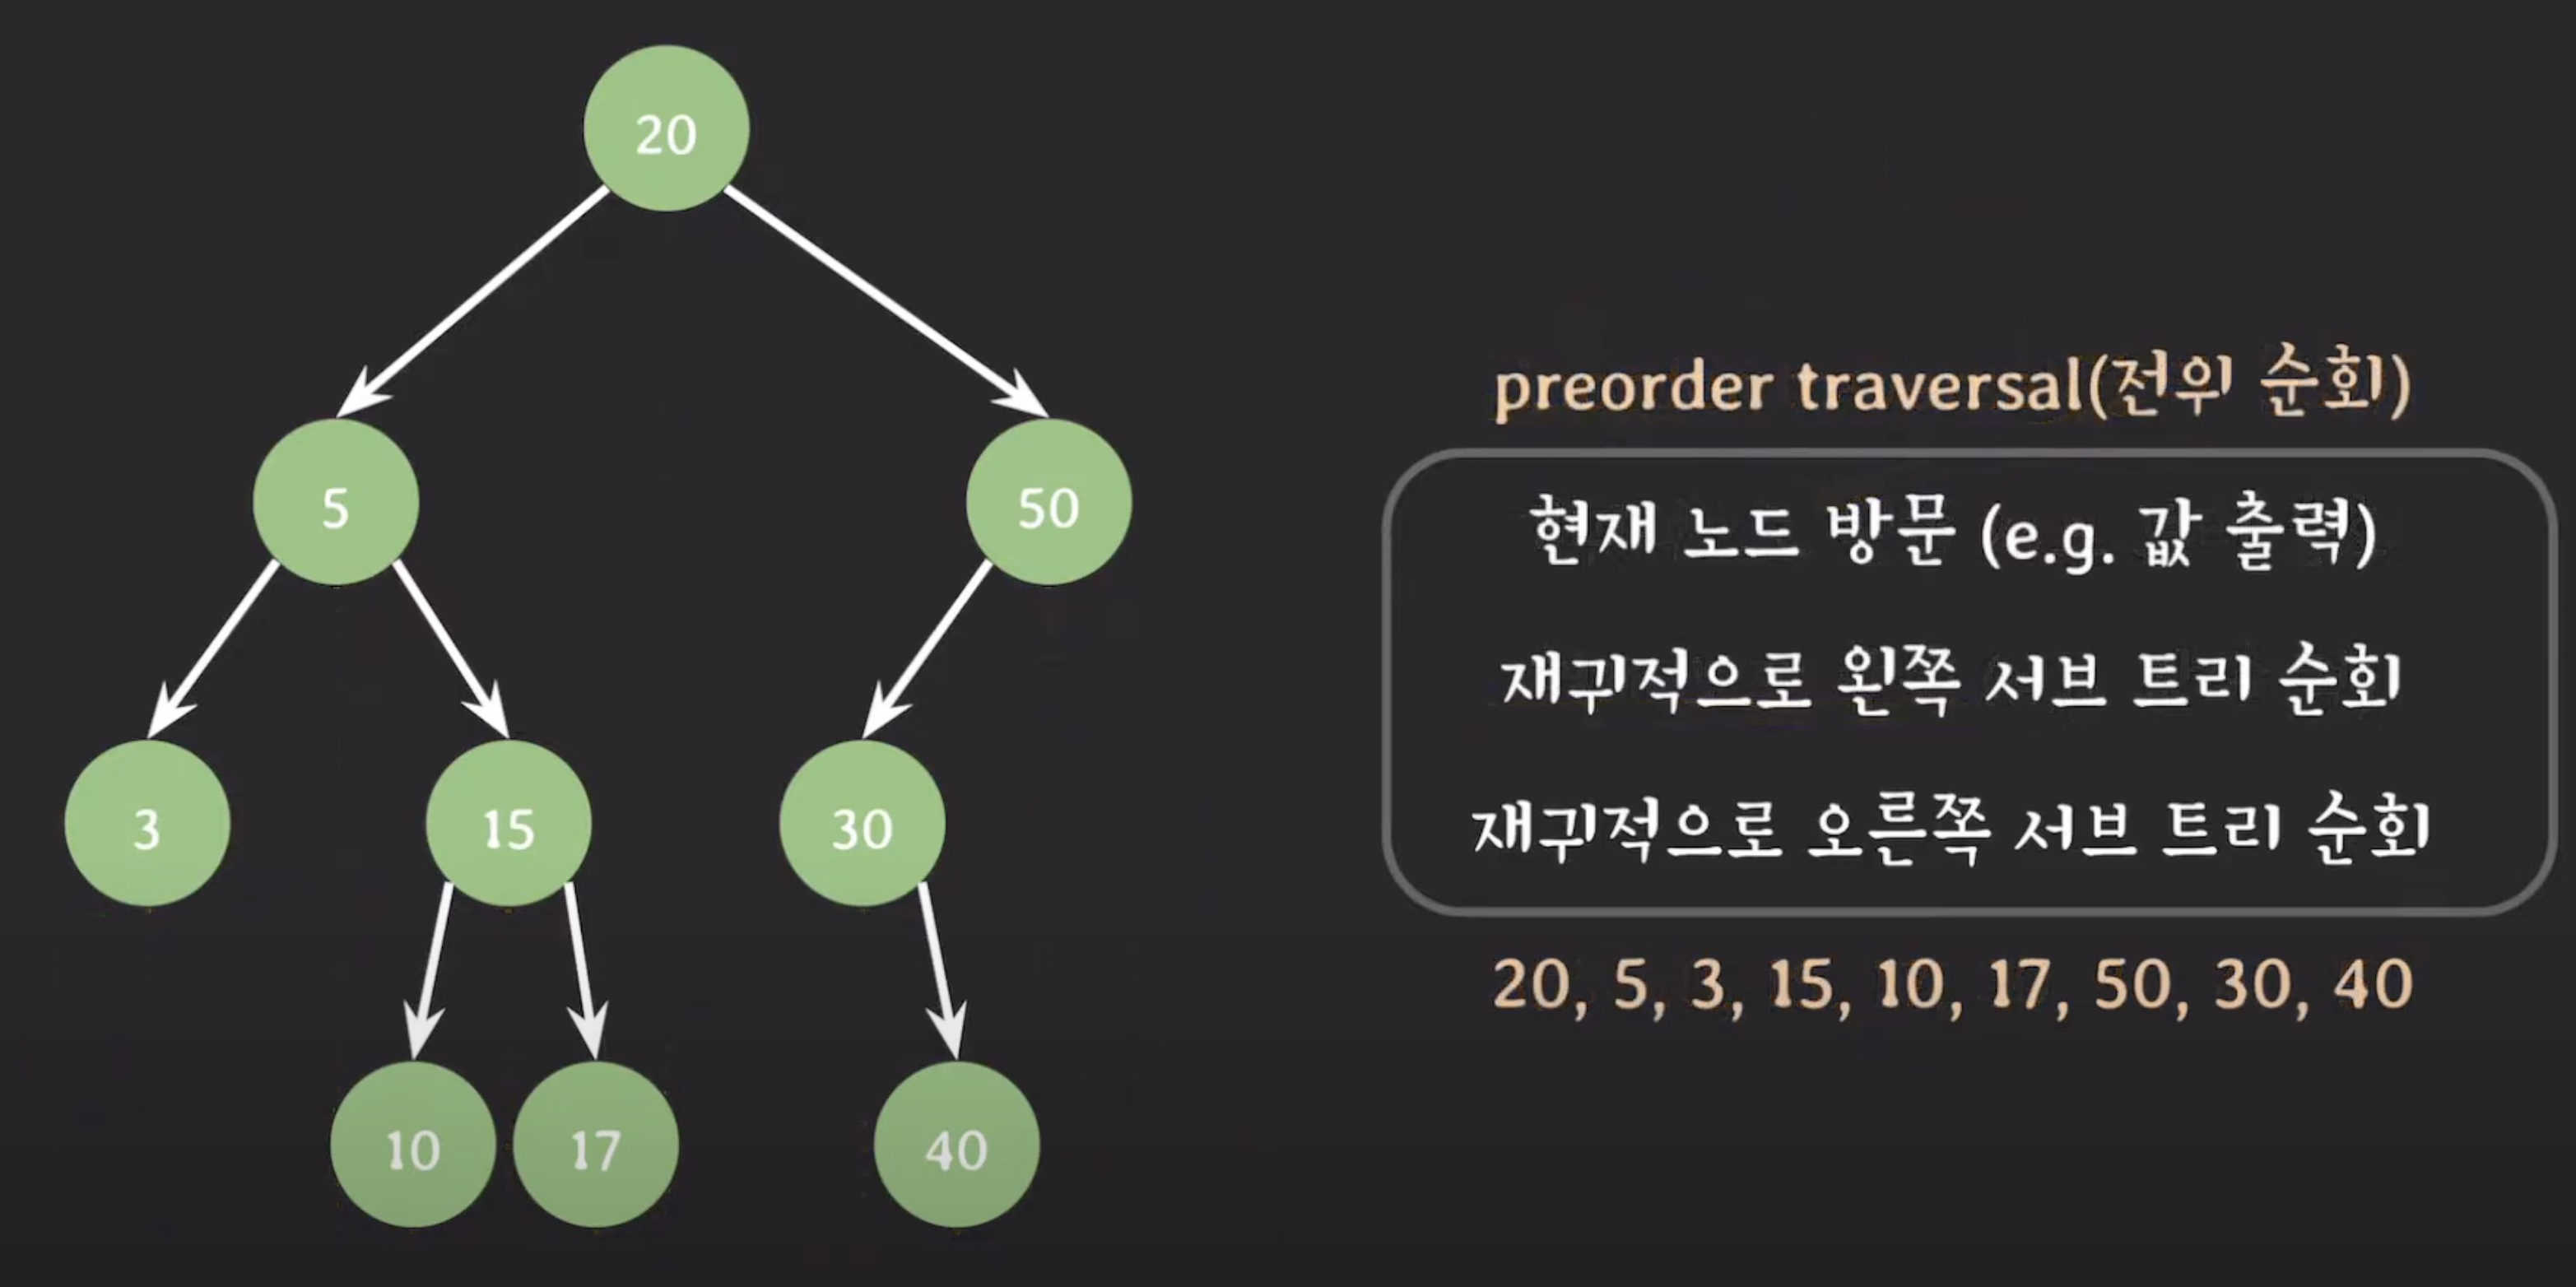 20
5
50
3
15
30
10
17
40
preorder traversal(전위 순회)
현재 노드 방문 (e.g. 값 출력)
재귀적으로 왼쪽 서브 트리 순회
재귀적으로 오른쪽 서브 트리 순회
20, 5, 3, 15, 10, 17, 50, 30, 40